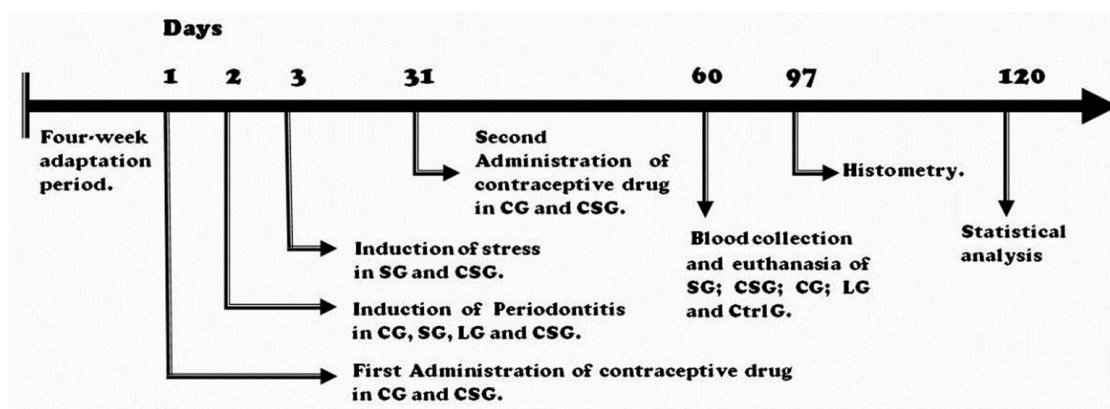 Days
1 2 3 31 60 97 120
Four-week
adaptation
period.
Second
Administration of
contraceptive drug
in CG and CSG.
Histometry.
Blood collection
and euthanasia of
SG; CSG; CG; LG
and CtrlG.
Statistical
analysis
Induction of stress
in SG and CSG.
Induction of Periodontitis
in CG, SG, LG and CSG.
First Administration of contraceptive drug
in CG and CSG.